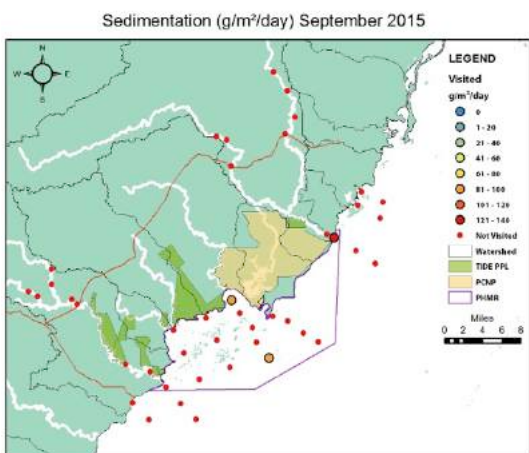 Sedimentation (g/m²/day) September 2015
N
W E
S
LEGEND
Visited
g/m²/day
0
1 - 20
21 - 40
41 - 60
61 - 80
81 - 100
101 - 120
121 - 140
Not Visited
Watershed
TIDE PPL
PCNP
PHMR
Miles
0 2 4 8